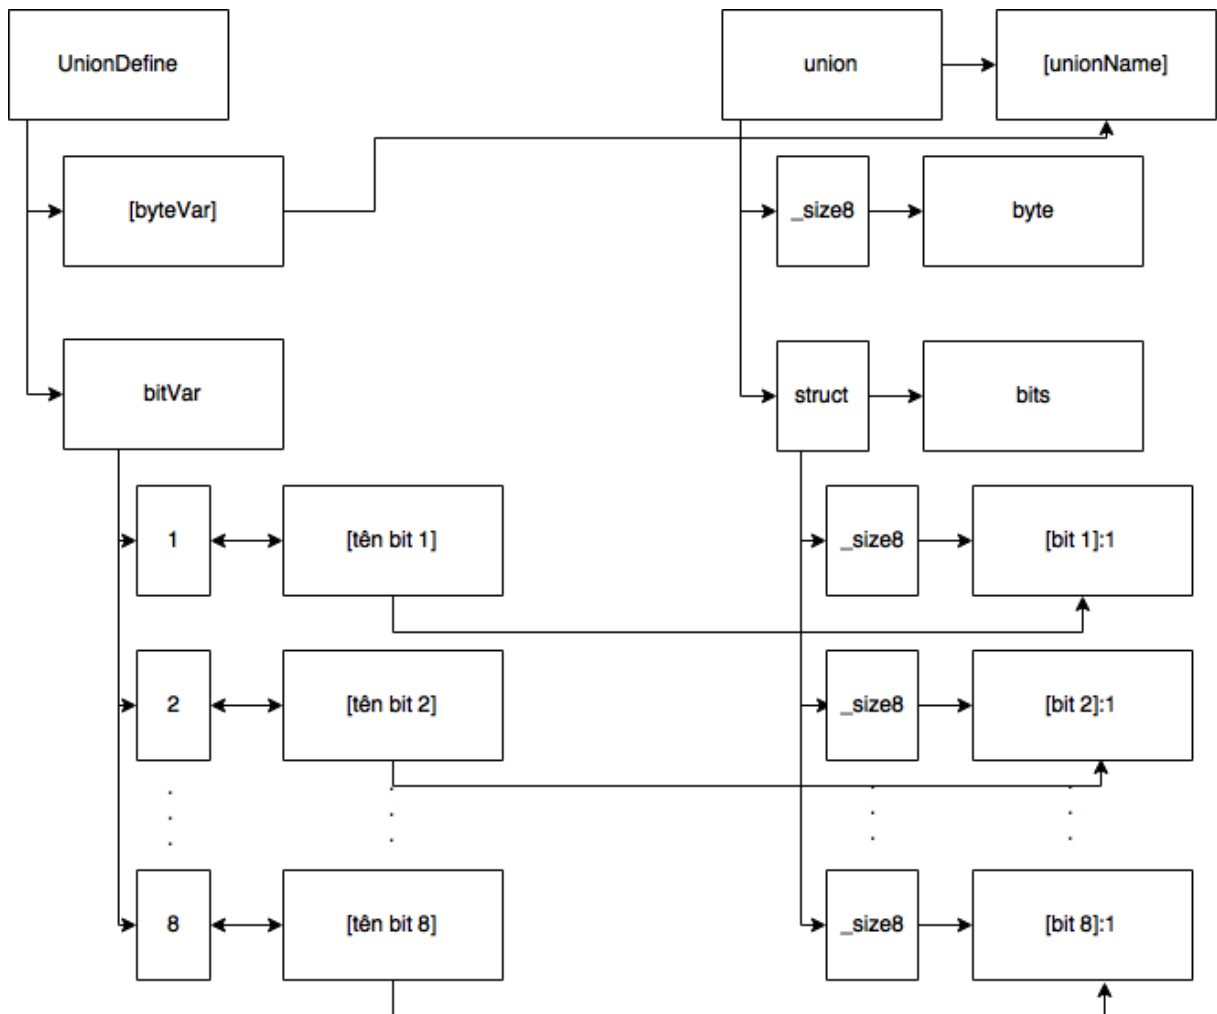 UnionDefine
union
[unionName]
[byteVar]
_size8
byte
bitVar
struct
bits
1
[tên bit 1]
_size8
[bit 1]:1
2
[tên bit 2]
_size8
[bit 2]:1
8
[tên bit 8]
_size8
[bit 8]:1